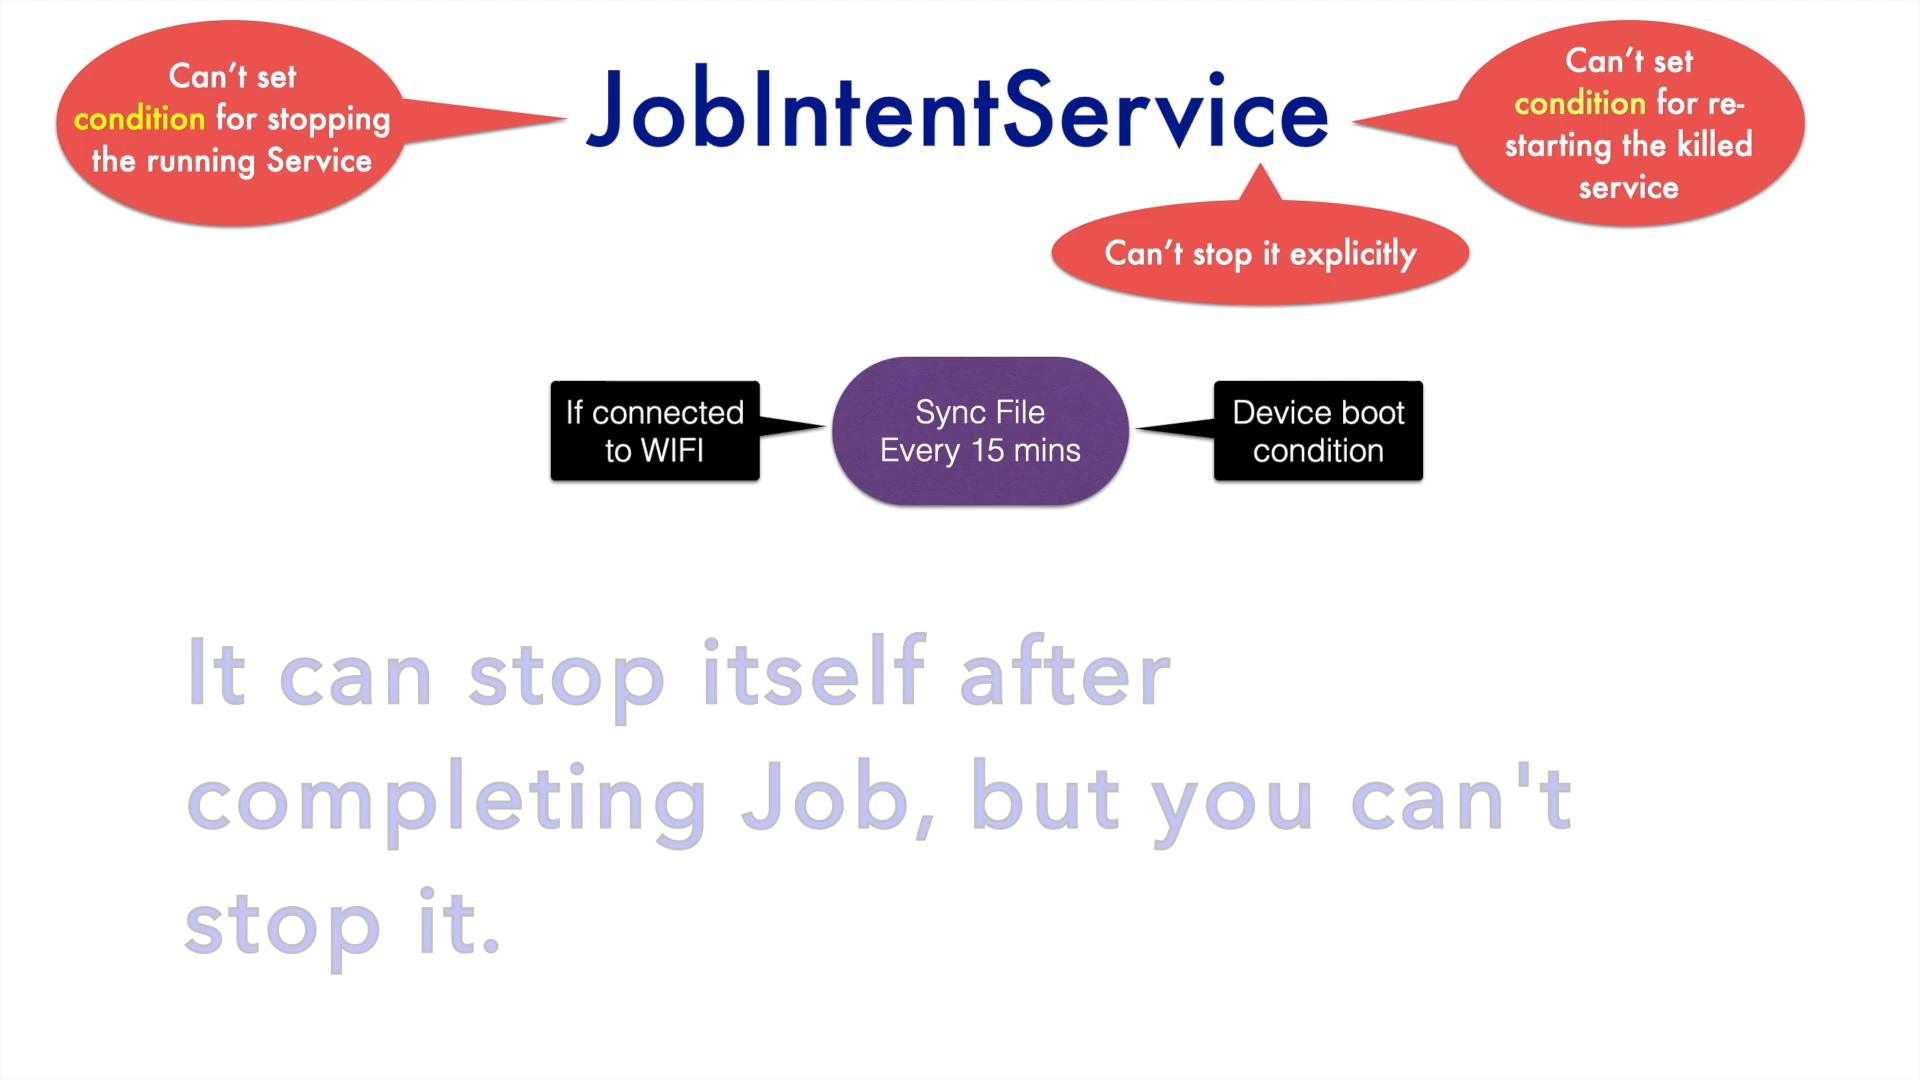 Can't set
condition for stopping
the running Service
JobIntentService
Can't set
condition for re-
starting the killed
service
Can't stop it explicitly
If connected
to WIFI
Sync File
Every 15 mins
Device boot
condition
It can stop itself after
completing Job, but you can't
stop it.